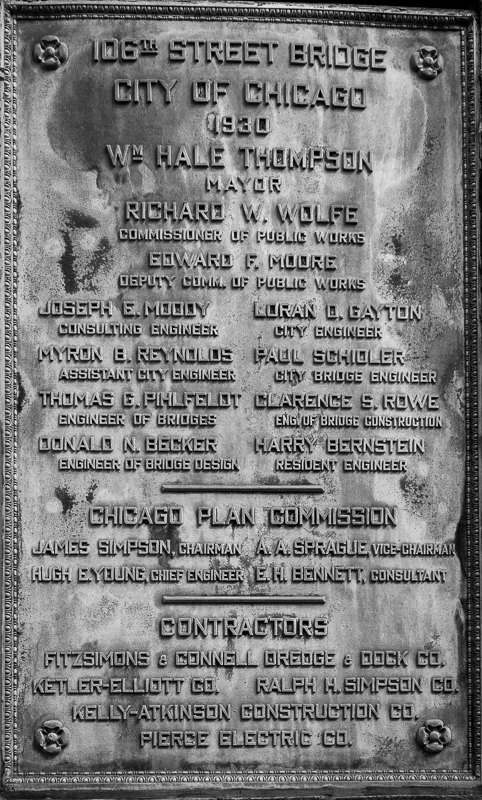 106TH STREET BRIDGE
CITY OF CHICAGO
1930
WM HALE THOMPSON
MAYOR
RICHARD W. WOLFE
COMMISSIONER OF PUBLIC WORKS
EDWARD F. MOORE
DEPUTY COMM. OF PUBLIC WORKS
JOSEPH E. MOODY LORAN D. GAYTON
CONSULTING ENGINEER CITY ENGINEER
MYRON B. REYNOLDS PAUL SCHIOLER
ASSISTANT CITY ENGINEER CITY BRIDGE ENGINEER
THOMAS G. PIHLFELDT CLARENCE S. ROWE
ENGINEER OF BRIDGES ENG. OF BRIDGE CONSTRUCTION
DONALD N. BECKER HARRY BERNSTEIN
ENGINEER OF BRIDGE DESIGN RESIDENT ENGINEER
CHICAGO PLAN COMMISSION
JAMES SIMPSON, CHAIRMAN A. A. SPRAGUE, VICE-CHAIRMAN
HUGH E. YOUNG, CHIEF ENGINEER E. H. BENNETT, CONSULTANT
CONTRACTORS
FITZSIMONS & CONNELL DREDGE & DOCK CO.
KETLER-ELLIOTT CO. RALPH H. SIMPSON CO.
KELLY-ATKINSON CONSTRUCTION CO.
PIERCE ELECTRIC CO.